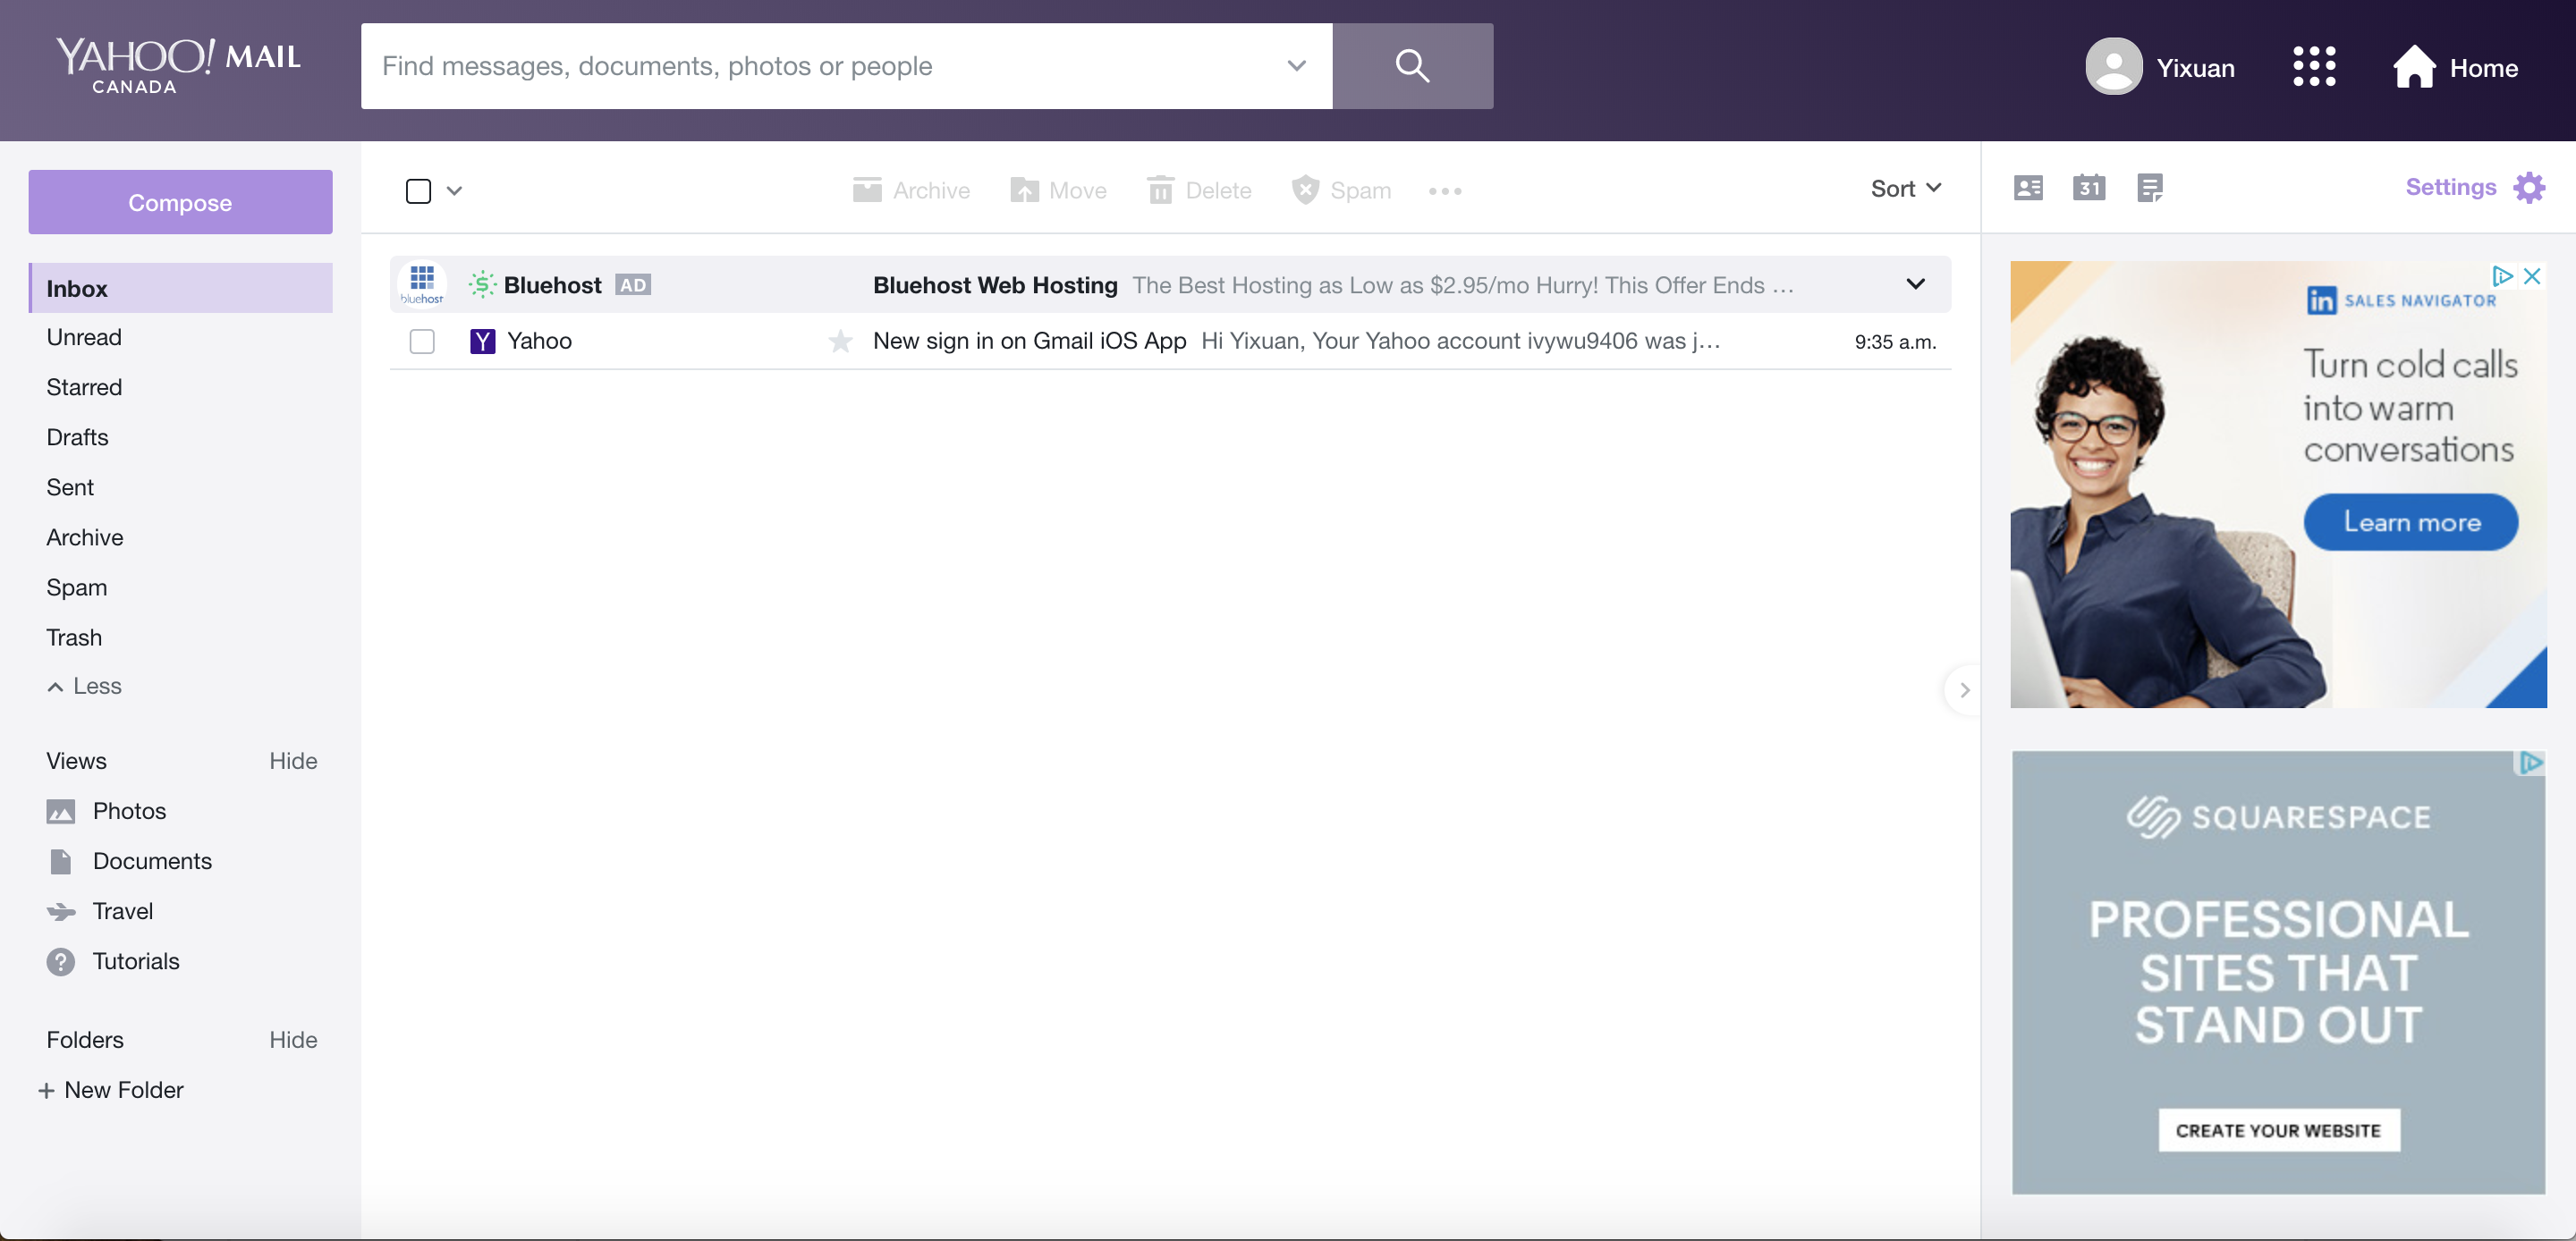 YAHOO! MAIL
CANADA
Find messages, documents, photos or people
Yixuan
Home
Compose
Inbox
Unread
Starred
Drafts
Sent
Archive
Spam
Trash
Less
Views Hide
Photos
Documents
Travel
Tutorials
Folders Hide
+ New Folder
Archive Move Delete Spam
Sort
bluehost
Bluehost AD Bluehost Web Hosting The Best Hosting as Low as $2.95/mo Hurry! This Offer Ends ...
Y Yahoo New sign in on Gmail iOS App Hi Yixuan, Your Yahoo account ivywu9406 was j... 9:35 a.m.
31
Settings
in SALES NAVIGATOR
Turn cold calls
into warm
conversations
Learn more
SQUARESPACE
PROFESSIONAL
SITES THAT
STAND OUT
CREATE YOUR WEBSITE